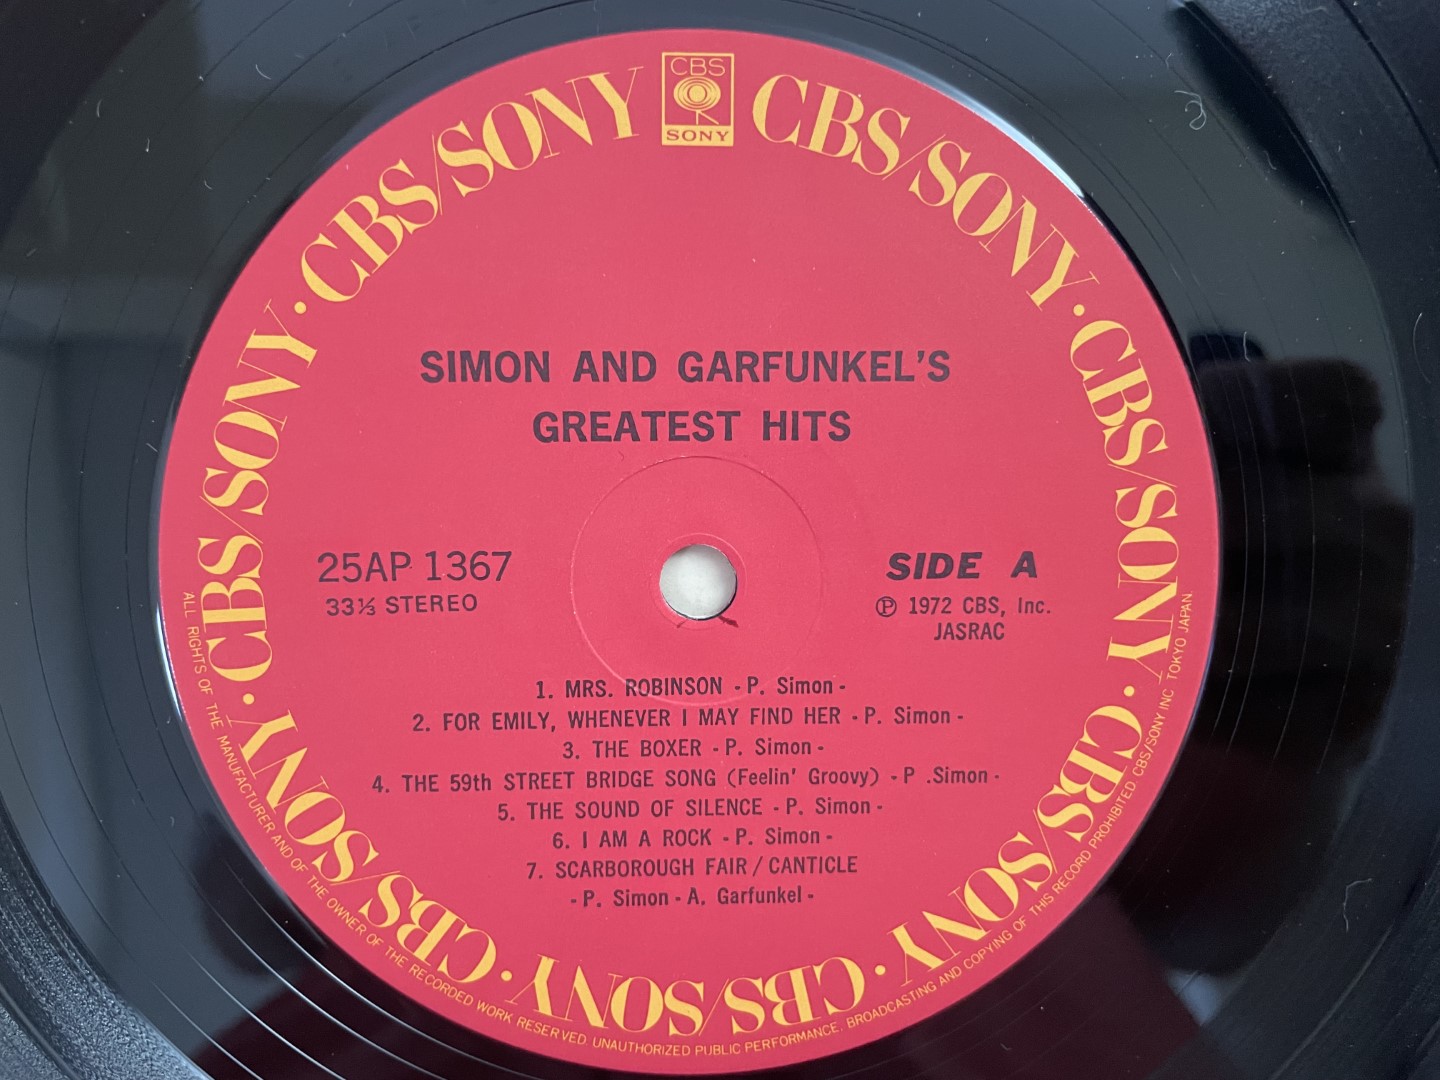 CBS
SONY
CBS/SONY · CBS/SONY · CBS/SONY · CBS/SONY · CBS/SONY · CBS/SONY · CBS/SONY · CBS/SONY
SIMON AND GARFUNKEL'S
GREATEST HITS
25AP 1367
33⅓ STEREO
SIDE A
Ⓟ 1972 CBS, Inc.
JASRAC
1. MRS. ROBINSON - P. Simon -
2. FOR EMILY, WHENEVER I MAY FIND HER - P. Simon -
3. THE BOXER - P. Simon -
4. THE 59th STREET BRIDGE SONG (Feelin' Groovy) - P .Simon -
5. THE SOUND OF SILENCE - P. Simon -
6. I AM A ROCK - P. Simon -
7. SCARBOROUGH FAIR / CANTICLE
- P. Simon - A. Garfunkel -
ALL RIGHTS OF THE MANUFACTURER AND OF THE OWNER OF THE RECORDED WORK RESERVED. UNAUTHORIZED PUBLIC PERFORMANCE. BROADCASTING AND COPYING OF THIS RECORD PROHIBITED. CBS/SONY INC. TOKYO JAPAN.